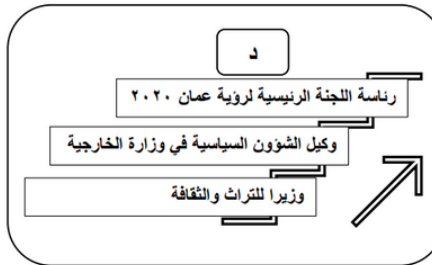 د
رئاسة اللجنة الرئيسية لرؤية عمان ٢٠٢٠
وكيل الشؤون السياسية في وزارة الخارجية
وزيرا للتراث والثقافة